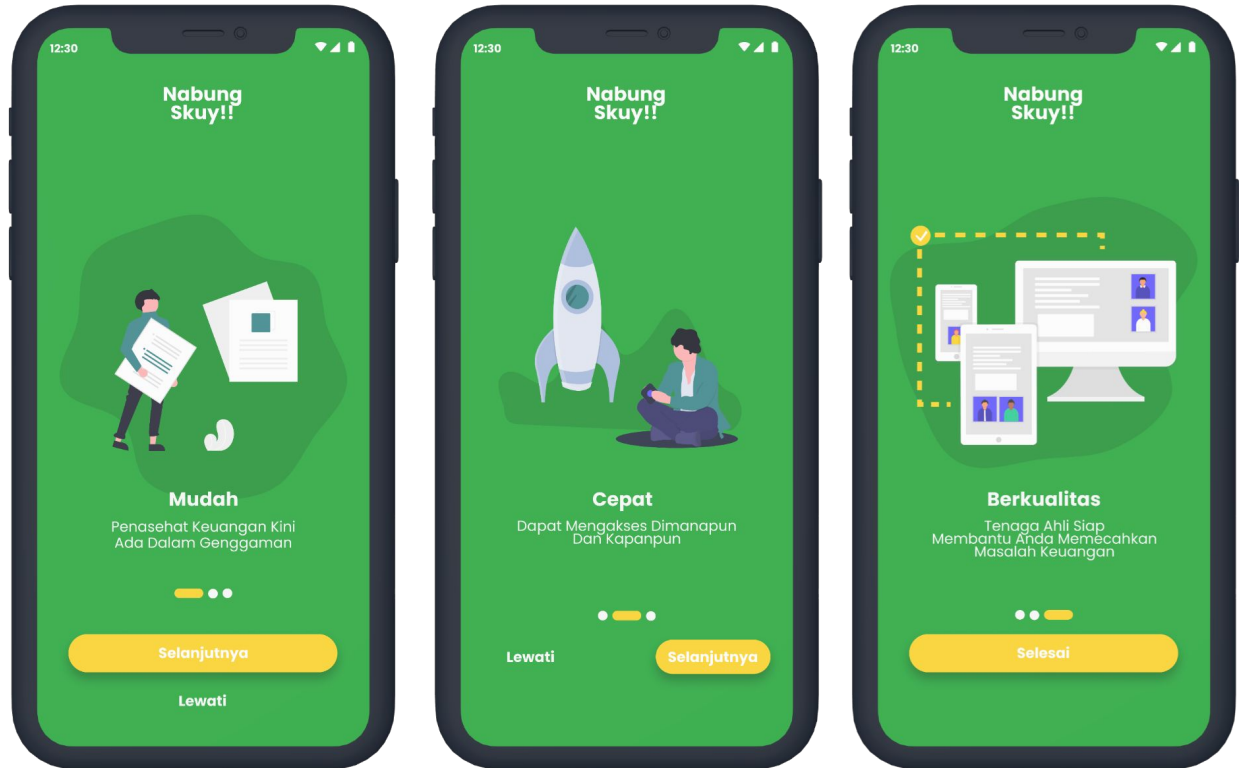 12:30
Nabung
Skuy!!
Mudah
Penasehat Keuangan Kini
Ada Dalam Genggaman
Selanjutnya
Lewati
12:30
Nabung
Skuy!!
Cepat
Dapat Mengakses Dimanapun
Dan Kapanpun
Lewati
Selanjutnya
12:30
Nabung
Skuy!!
Berkualitas
Tenaga Ahli Siap
Membantu Anda Memecahkan
Masalah Keuangan
Selesai